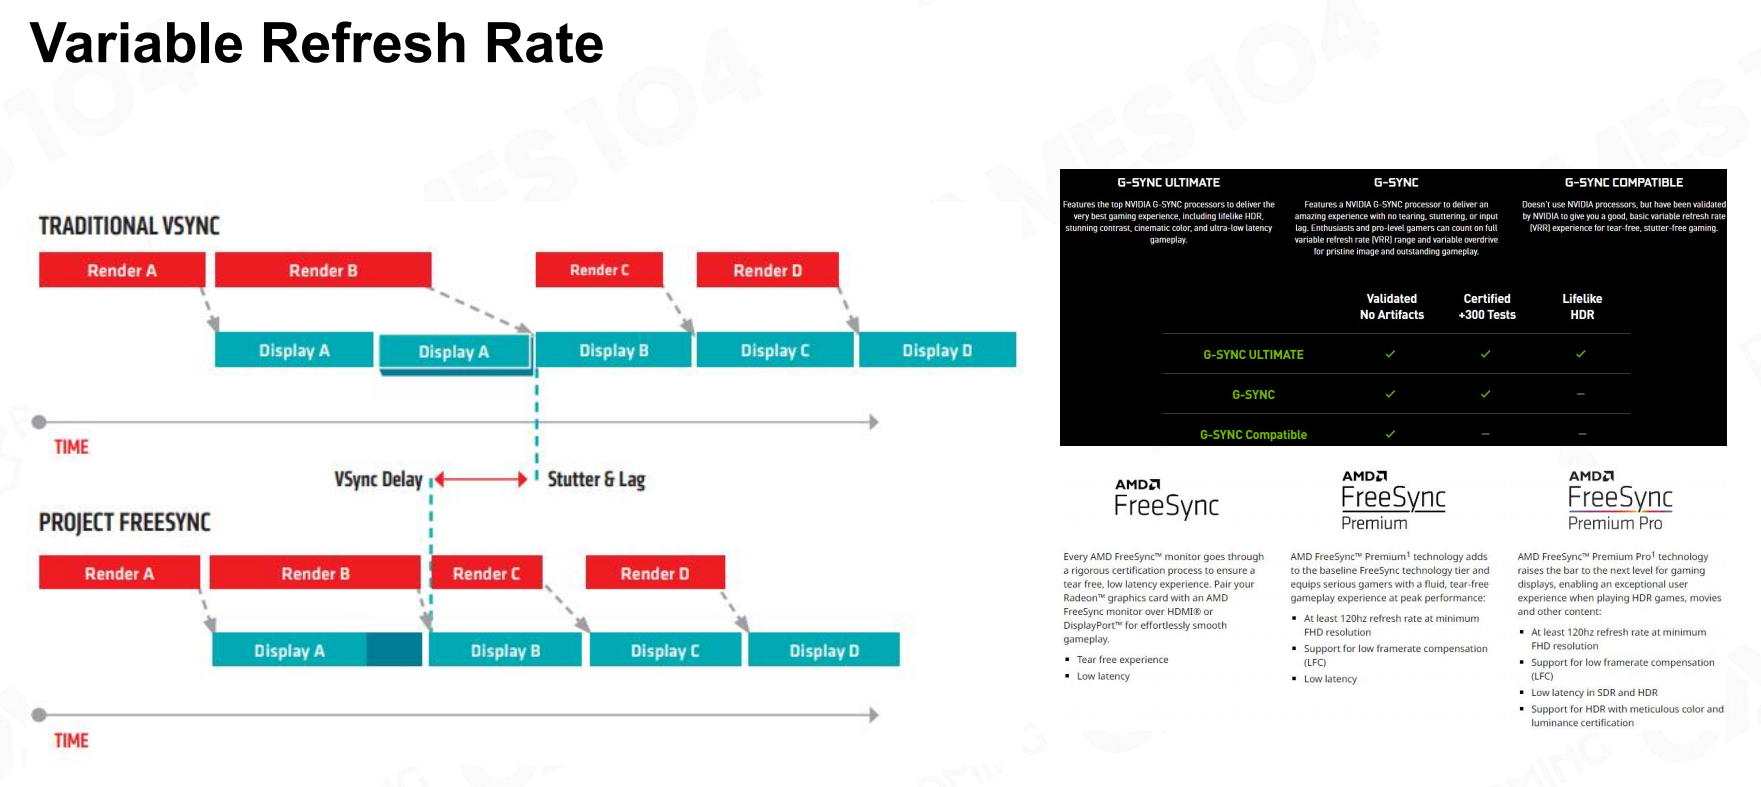 Variable Refresh Rate
TRADITIONAL VSYNC
Render A
Render B
Render C
Render D
Display A
Display A
Display B
Display C
Display D
TIME
VSync Delay
Stutter & Lag
PROJECT FREESYNC
Render A
Render B
Render C
Render D
Display A
Display B
Display C
Display D
TIME
G-SYNC ULTIMATE
Features the top NVIDIA G-SYNC processors to deliver the
very best gaming experience, including lifelike HDR,
stunning contrast, cinematic color, and ultra-low latency
gameplay.
G-SYNC
Features a NVIDIA G-SYNC processor to deliver an
amazing experience with no tearing, stuttering, or input
lag. Enthusiasts and pro-level gamers can count on full
variable refresh rate (VRR) range and variable overdrive
for pristine image and outstanding gameplay.
G-SYNC COMPATIBLE
Doesn't use NVIDIA processors, but have been validated
by NVIDIA to give you a good, basic variable refresh rate
(VRR) experience for tear-free, stutter-free gaming.
Validated
No Artifacts
Certified
+300 Tests
Lifelike
HDR
G-SYNC ULTIMATE
G-SYNC
G-SYNC Compatible
AMD
FreeSync
Every AMD FreeSync™ monitor goes through
a rigorous certification process to ensure a
tear free, low latency experience. Pair your
Radeon™ graphics card with an AMD
FreeSync monitor over HDMI® or
DisplayPort™ for effortlessly smooth
gameplay.
▪ Tear free experience
▪ Low latency
AMD
FreeSync
Premium
AMD FreeSync™ Premium¹ technology adds
to the baseline FreeSync technology tier and
equips serious gamers with a fluid, tear-free
gameplay experience at peak performance:
▪ At least 120hz refresh rate at minimum
FHD resolution
▪ Support for low framerate compensation
(LFC)
▪ Low latency
AMD
FreeSync
Premium Pro
AMD FreeSync™ Premium Pro¹ technology
raises the bar to the next level for gaming
displays, enabling an exceptional user
experience when playing HDR games, movies
and other content:
▪ At least 120hz refresh rate at minimum
FHD resolution
▪ Support for low framerate compensation
(LFC)
▪ Low latency in SDR and HDR
▪ Support for HDR with meticulous color and
luminance certification